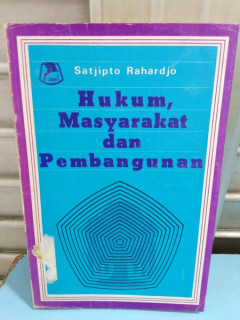 Satjipto Rahardjo
Hukum,
Masyarakat
dan
Pembangunan